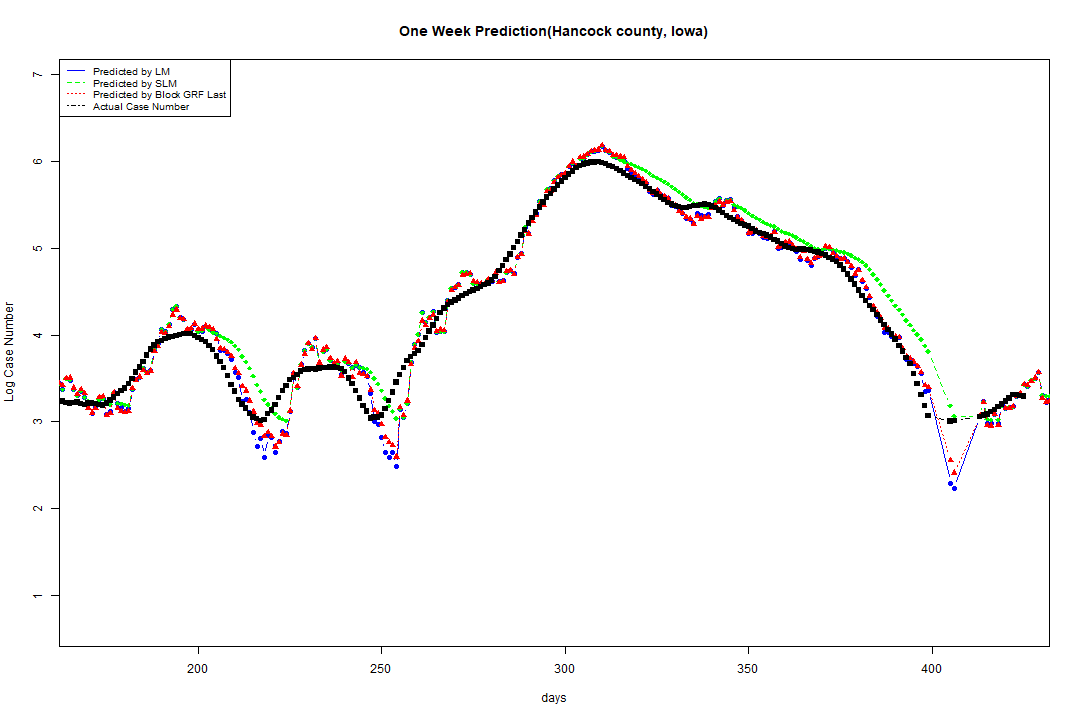 One Week Prediction(Hancock county, Iowa)
Predicted by LM
Predicted by SLM
Predicted by Block GRF Last
Actual Case Number
7
6
5
4
3
2
1
Log Case Number
200
250
300
350
400
days